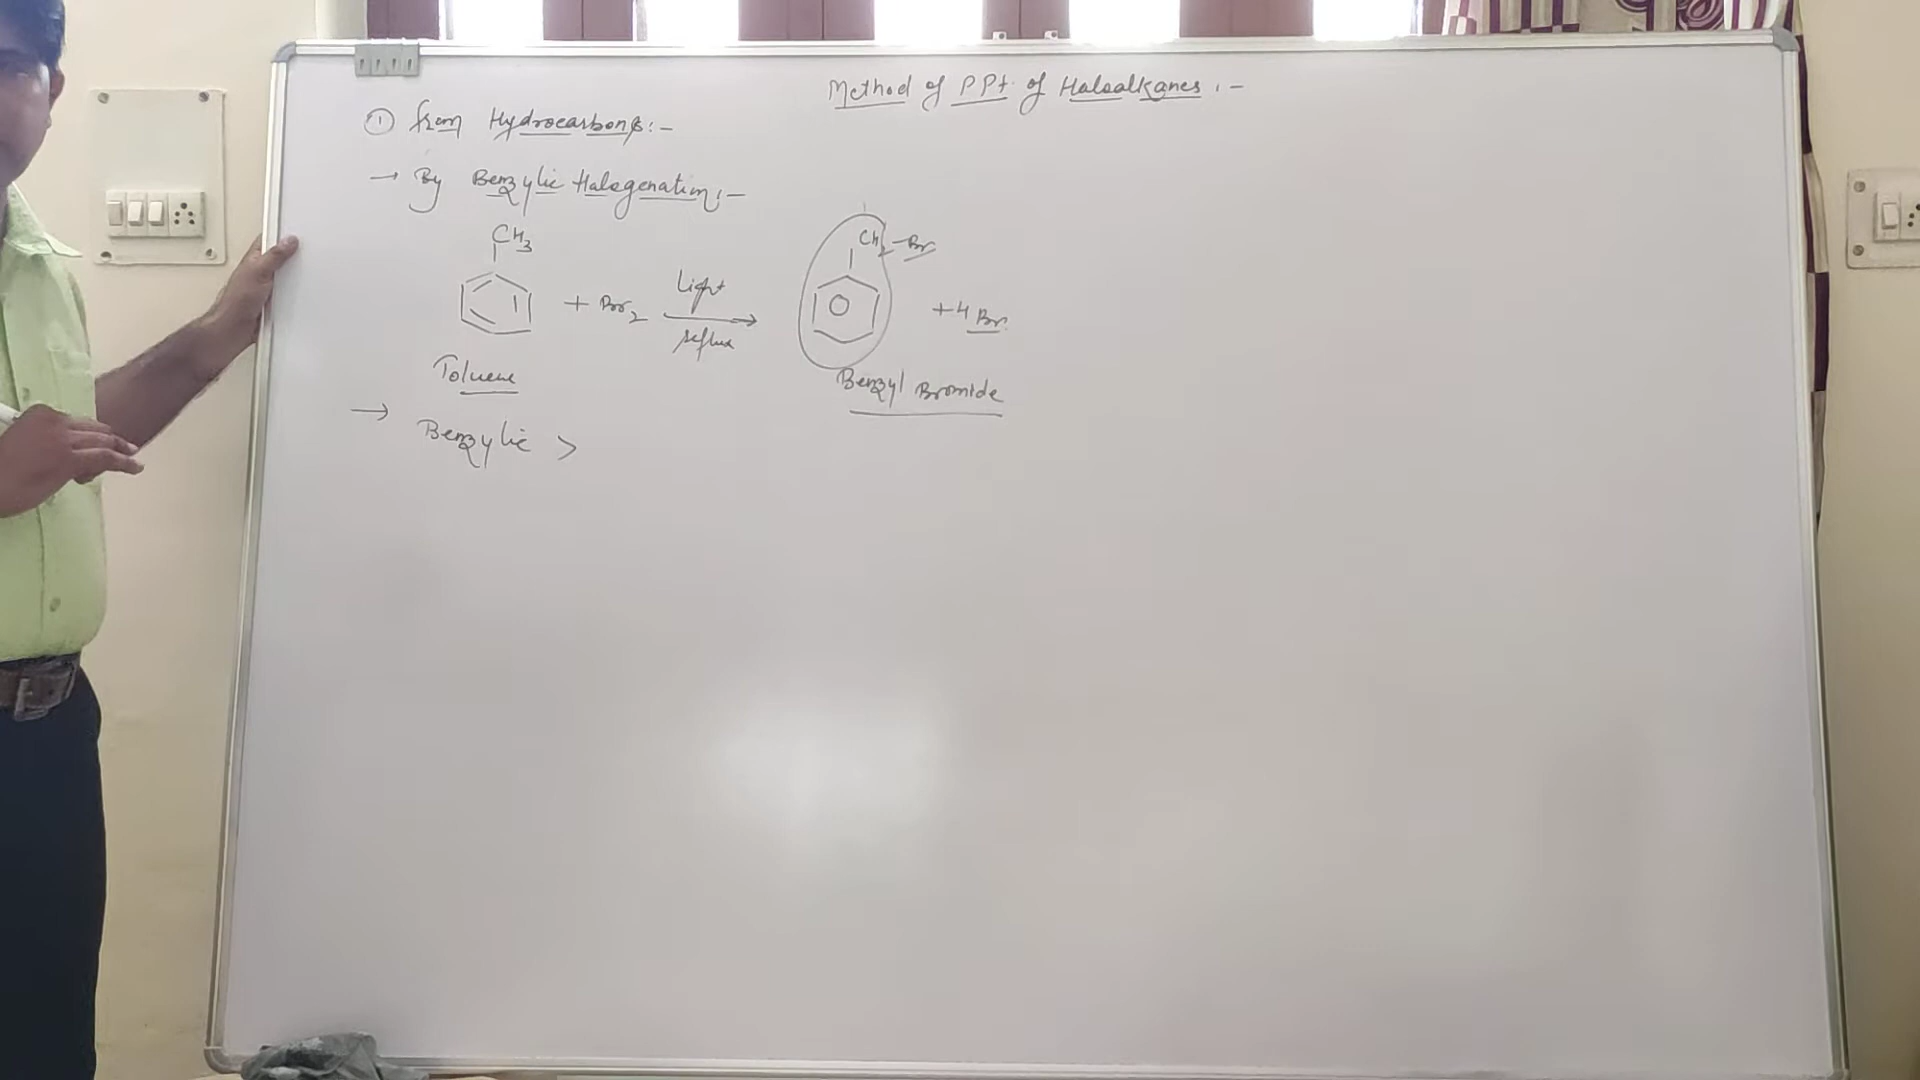 Method of PPt. of Haloalkanes :-
① from Hydrocarbons :-
→ By Benzylic Halogenation :-
CH3 + Br2 Light reflux → CH2-Br + HBr
Toluene
Benzyl Bromide
→ Benzylic >